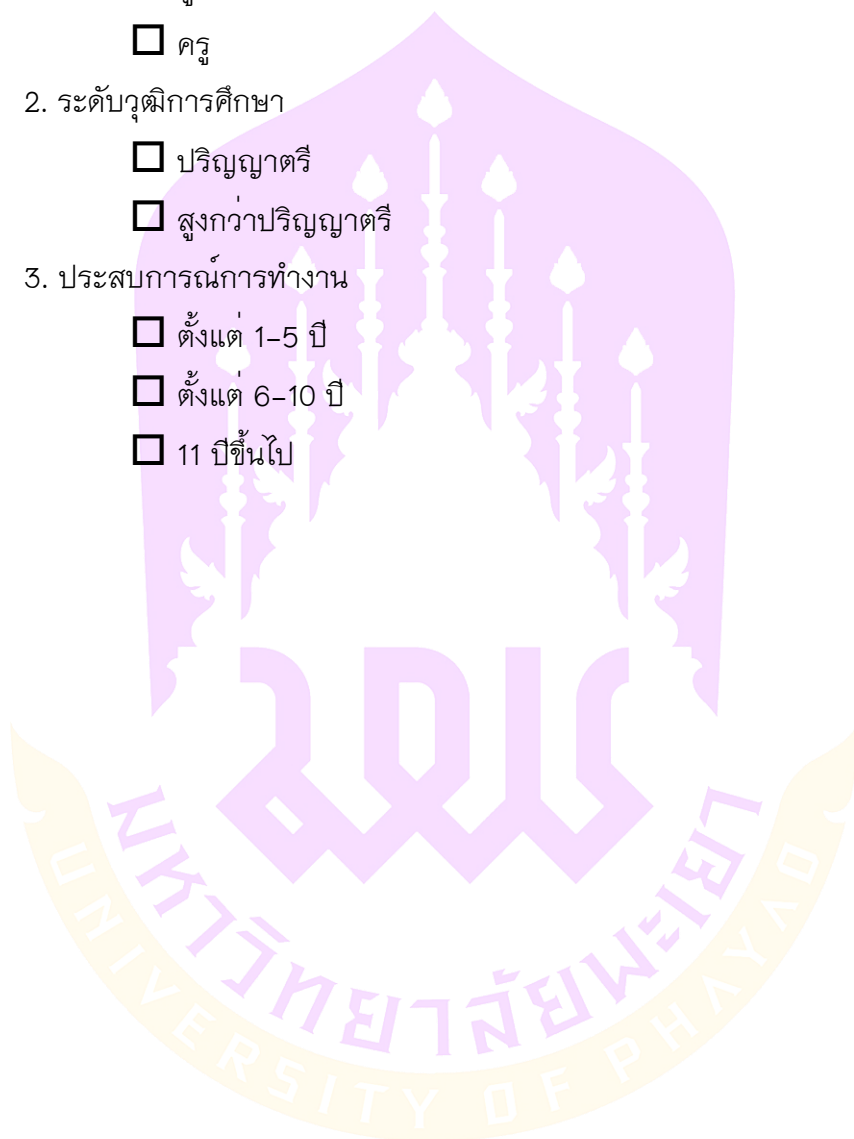 ☐ ครู
2. ระดับวุฒิการศึกษา
☐ ปริญญาตรี
☐ สูงกว่าปริญญาตรี
3. ประสบการณ์การทำงาน
☐ ตั้งแต่ 1–5 ปี
☐ ตั้งแต่ 6–10 ปี
☐ 11 ปีขึ้นไป
มหาวิทยาลัยพะเยา
UNIVERSITY OF PHAYAO